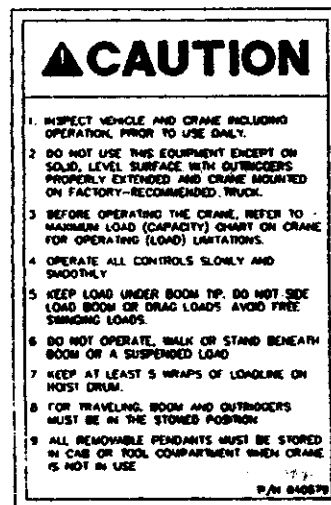 CAUTION
1. INSPECT VEHICLE AND CRANE INCLUDING
OPERATION, PRIOR TO USE DAILY.
2 DO NOT USE THIS EQUIPMENT EXCEPT ON
SOLID, LEVEL SURFACE WITH OUTRIGGERS
PROPERLY EXTENDED AND CRANE MOUNTED
ON FACTORY-RECOMMENDED TRUCK.
3 BEFORE OPERATING THE CRANE, REFER TO
MAXIMUM LOAD (CAPACITY) CHART ON CRANE
FOR OPERATING (LOAD) LIMITATIONS.
4 OPERATE ALL CONTROLS SLOWLY AND
SMOOTHLY
5 KEEP LOAD UNDER BOOM TIP. DO NOT SIDE
LOAD BOOM OR DRAG LOADS. AVOID FREE
SWINGING LOADS.
6 DO NOT OPERATE, WALK OR STAND BENEATH
BOOM OR A SUSPENDED LOAD
7 KEEP AT LEAST 5 WRAPS OF LOADLINE ON
HOIST DRUM.
8 FOR TRAVELING, BOOM AND OUTRIGGERS
MUST BE IN THE STOWED POSITION
9 ALL REMOVABLE PENDANTS MUST BE STORED
IN CAB OR TOOL COMPARTMENT WHEN CRANE
IS NOT IN USE
P/N 040579